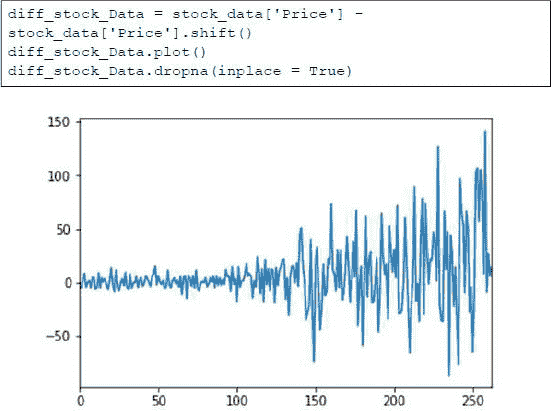 diff_stock_Data = stock_data['Price'] -
stock_data['Price'].shift()
diff_stock_Data.plot()
diff_stock_Data.dropna(inplace = True)
150
100
50
0
-50
0 50 100 150 200 250